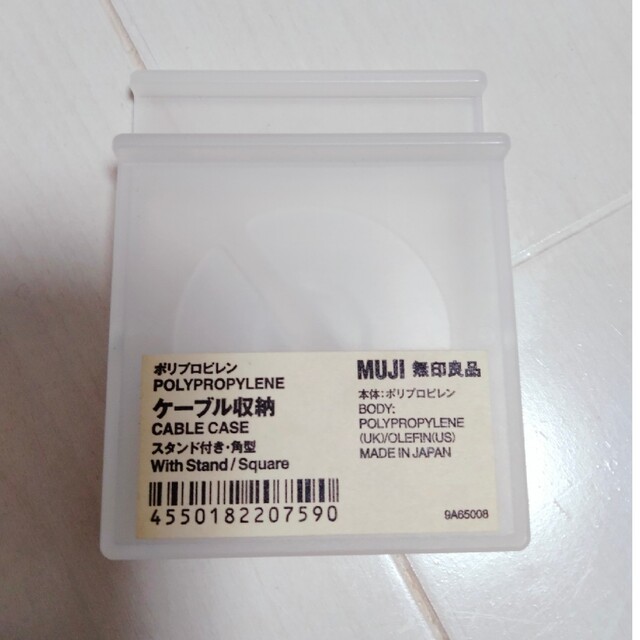 ポリプロピレン
POLYPROPYLENE
ケーブル収納
CABLE CASE
スタンド付き・角型
With Stand / Square
4550182207590
MUJI 無印良品
本体:ポリプロピレン
BODY:
POLYPROPYLENE
(UK)/OLEFIN(US)
MADE IN JAPAN
9A65008